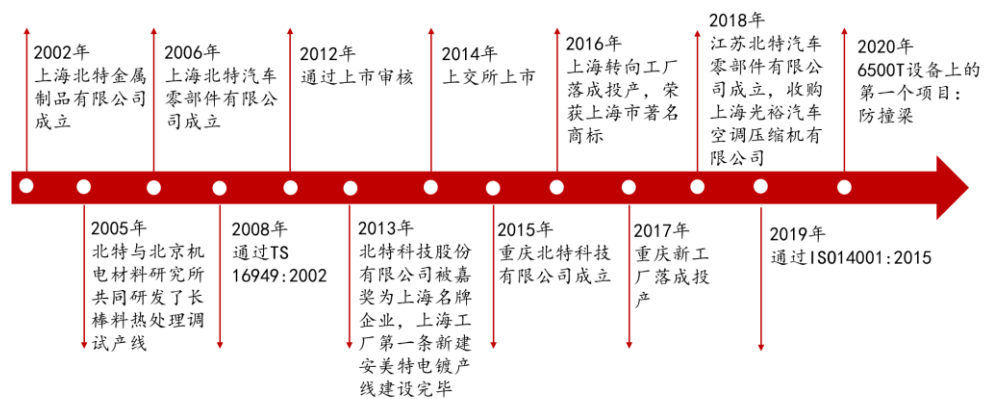 2002年
上海北特金属
制品有限公司
成立
2006年
上海北特汽车
零部件有限公
司成立
2012年
通过上市审核
2014年
上交所上市
2016年
上海转向工厂
落成投产，荣
获上海市著名
商标
2018年
江苏北特汽车
零部件有限公
司成立，收购
上海光裕汽车
空调压缩机有
限公司
2020年
6500T设备上的
第一个项目：
防撞梁
2005年
北特与北京机
电材料研究所
共同研发了长
棒料热处理调
试产线
2008年
通过TS
16949:2002
2013年
北特科技股份
有限公司被嘉
奖为上海名牌
企业，上海工
厂第一条新建
安美特电镀产
线建设完毕
2015年
重庆北特科技
有限公司成立
2017年
重庆新工
厂落成投
产
2019年
通过ISO14001:2015